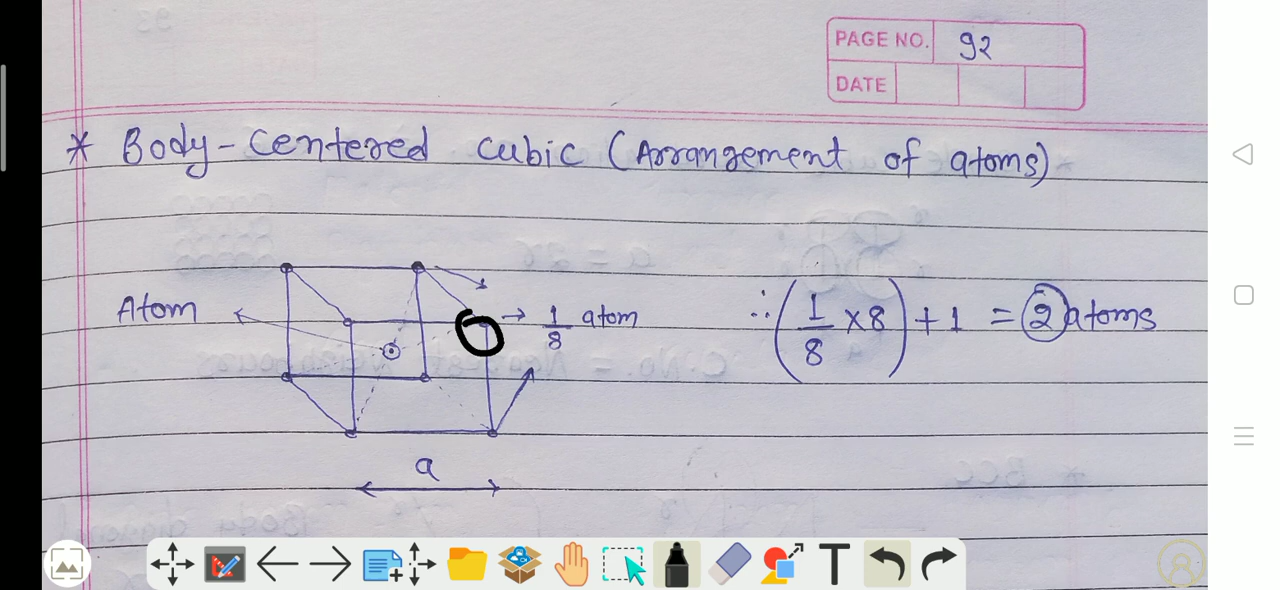 PAGE NO. 92
DATE
* Body-Centered cubic (Arrangement of atoms)
Atom
→ 1/8 atom
∴ (1/8 ×8) + 1 = 2 atoms
a
T